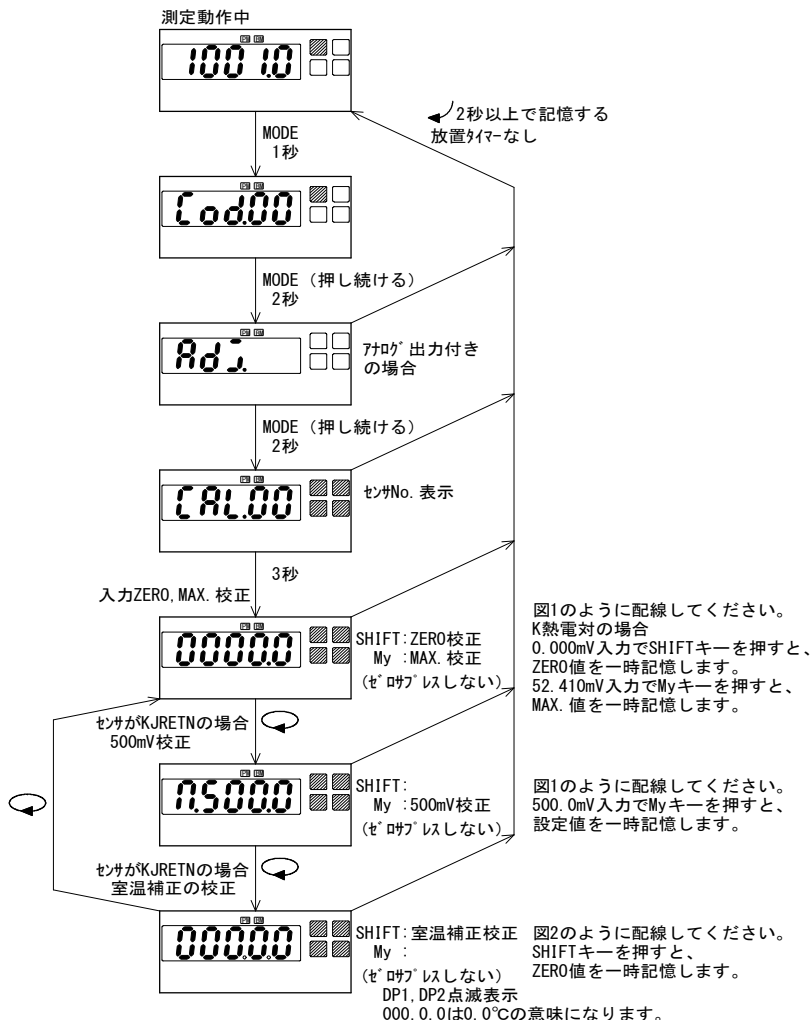 測定動作中
PM AM
1001.0
2秒以上で記憶する
放置タイマーなし
MODE
1秒
Cod.00
MODE (押し続ける)
2秒
Adj.
アナログ出力付き
の場合
MODE (押し続ける)
2秒
CAL.00
センサNo.表示
3秒
入力ZERO,MAX.校正
0000.0
SHIFT:ZERO校正
My :MAX.校正
(ゼロサプレスしない)
図1のように配線してください。
K熱電対の場合
0.000mV入力でSHIFTキーを押すと、
ZERO値を一時記憶します。
52.410mV入力でMyキーを押すと、
MAX.値を一時記憶します。
センサがKJRETNの場合
500mV校正
n.500.0
SHIFT:
My :500mV校正
(ゼロサプレスしない)
図1のように配線してください。
500.0mV入力でMyキーを押すと、
設定値を一時記憶します。
センサがKJRETNの場合
室温補正の校正
000.0.0
SHIFT:室温補正校正
My :
(ゼロサプレスしない)
DP1,DP2点滅表示
000.0.0は0.0℃の意味になります。
図2のように配線してください。
SHIFTキーを押すと、
ZERO値を一時記憶します。